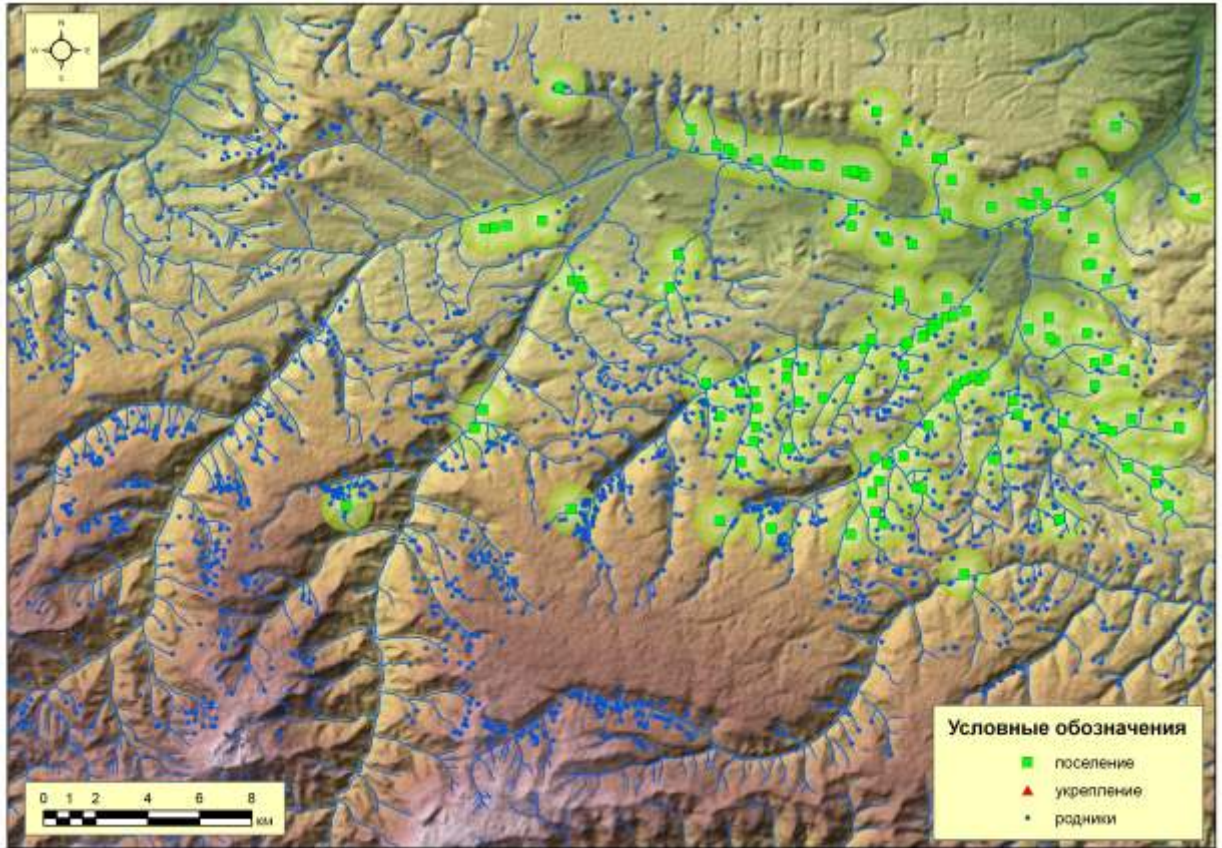 N
W E
S
Условные обозначения
поселение
укрепление
родники
0 1 2 4 6 8
км